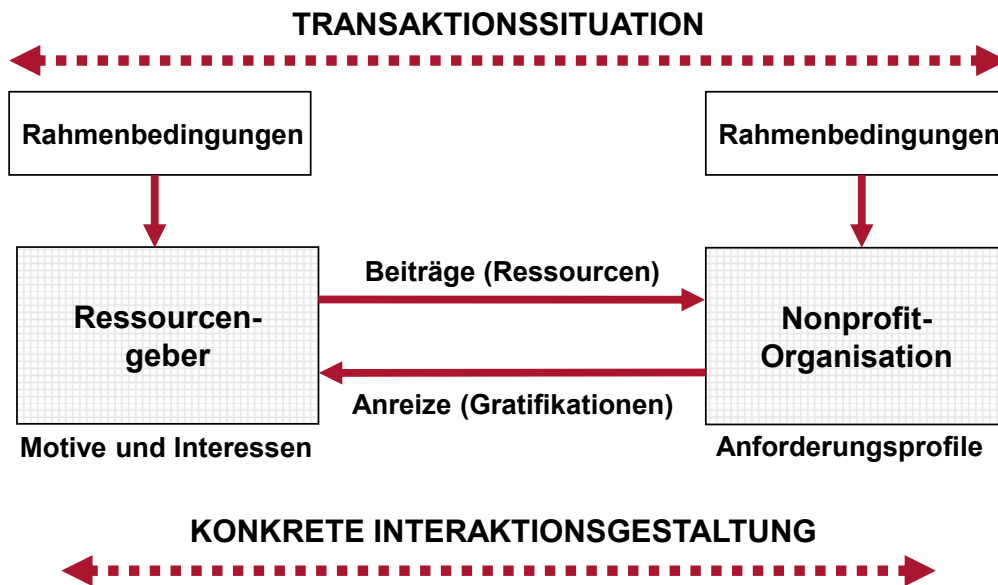 TRANSAKTIONSSITUATION
Rahmenbedingungen
Rahmenbedingungen
Beiträge (Ressourcen)
Ressourcen-
geber
Nonprofit-
Organisation
Anreize (Gratifikationen)
Motive und Interessen
Anforderungsprofile
KONKRETE INTERAKTIONSGESTALTUNG